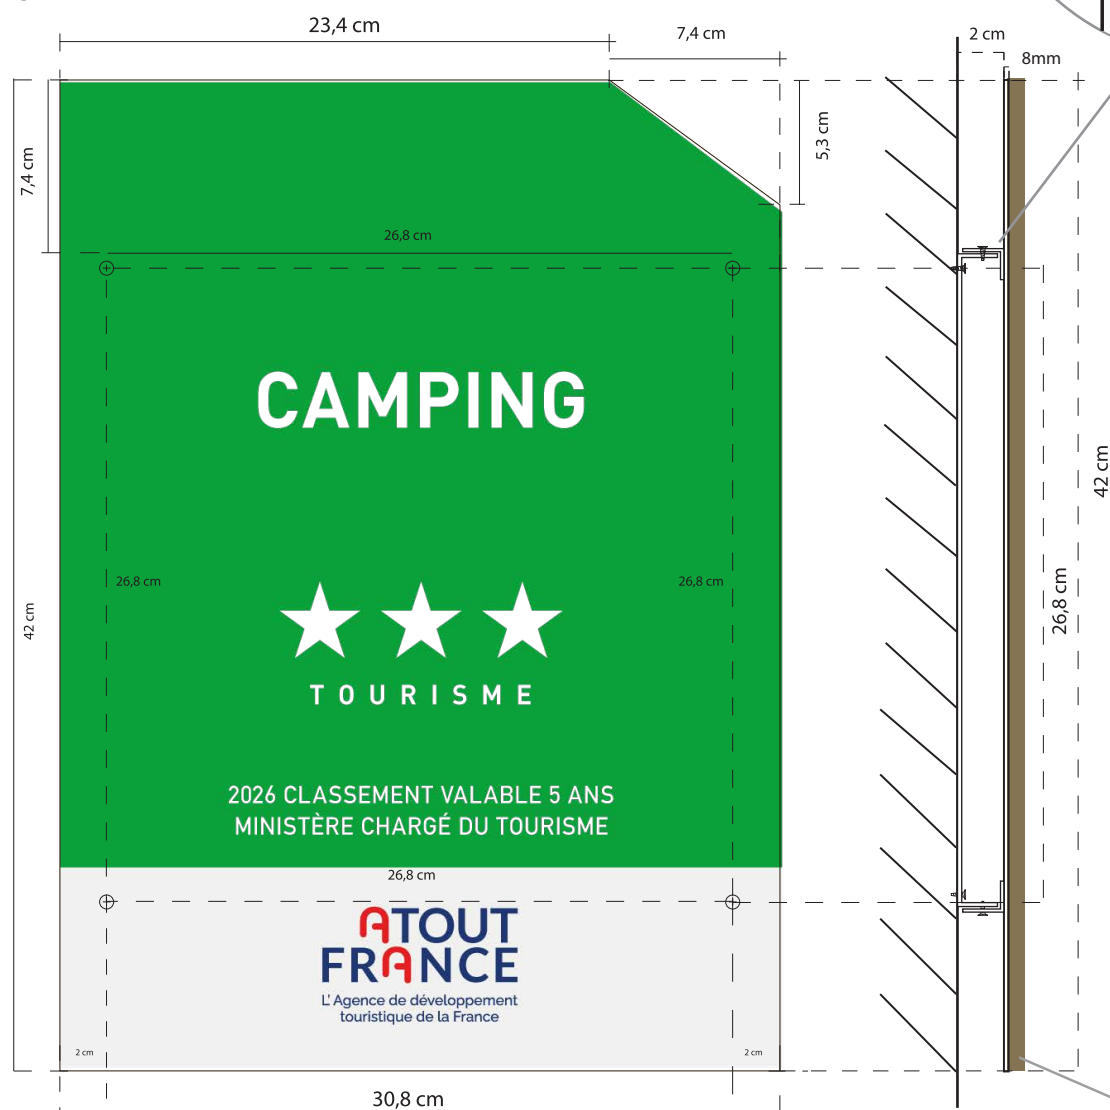 23,4 cm
7,4 cm
2 cm
8mm
7,4 cm
5,3 cm
26,8 cm
CAMPING
42 cm
26,8 cm
26,8 cm
26,8 cm
42 cm
TOURISME
2026 CLASSEMENT VALABLE 5 ANS
MINISTÈRE CHARGÉ DU TOURISME
26,8 cm
ATOUT
FRANCE
L'Agence de développement
touristique de la France
2 cm
2 cm
30,8 cm